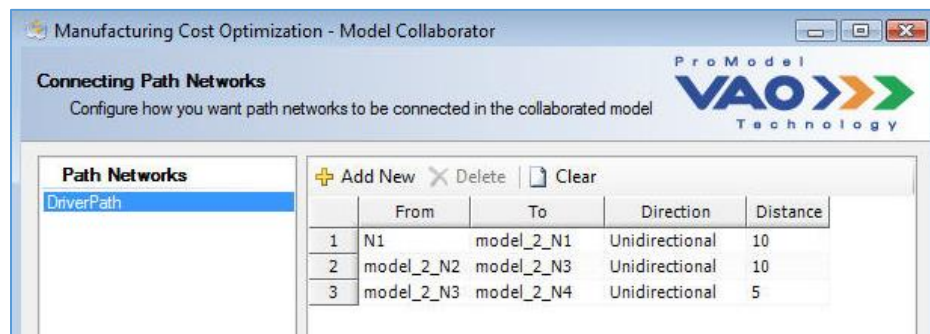 Manufacturing Cost Optimization - Model Collaborator
Connecting Path Networks
Configure how you want path networks to be connected in the collaborated model
ProModel
VAO
Technology
Path Networks
DriverPath
Add New Delete Clear
From To Direction Distance
1 N1 model_2_N1 Unidirectional 10
2 model_2_N2 model_2_N3 Unidirectional 10
3 model_2_N3 model_2_N4 Unidirectional 5